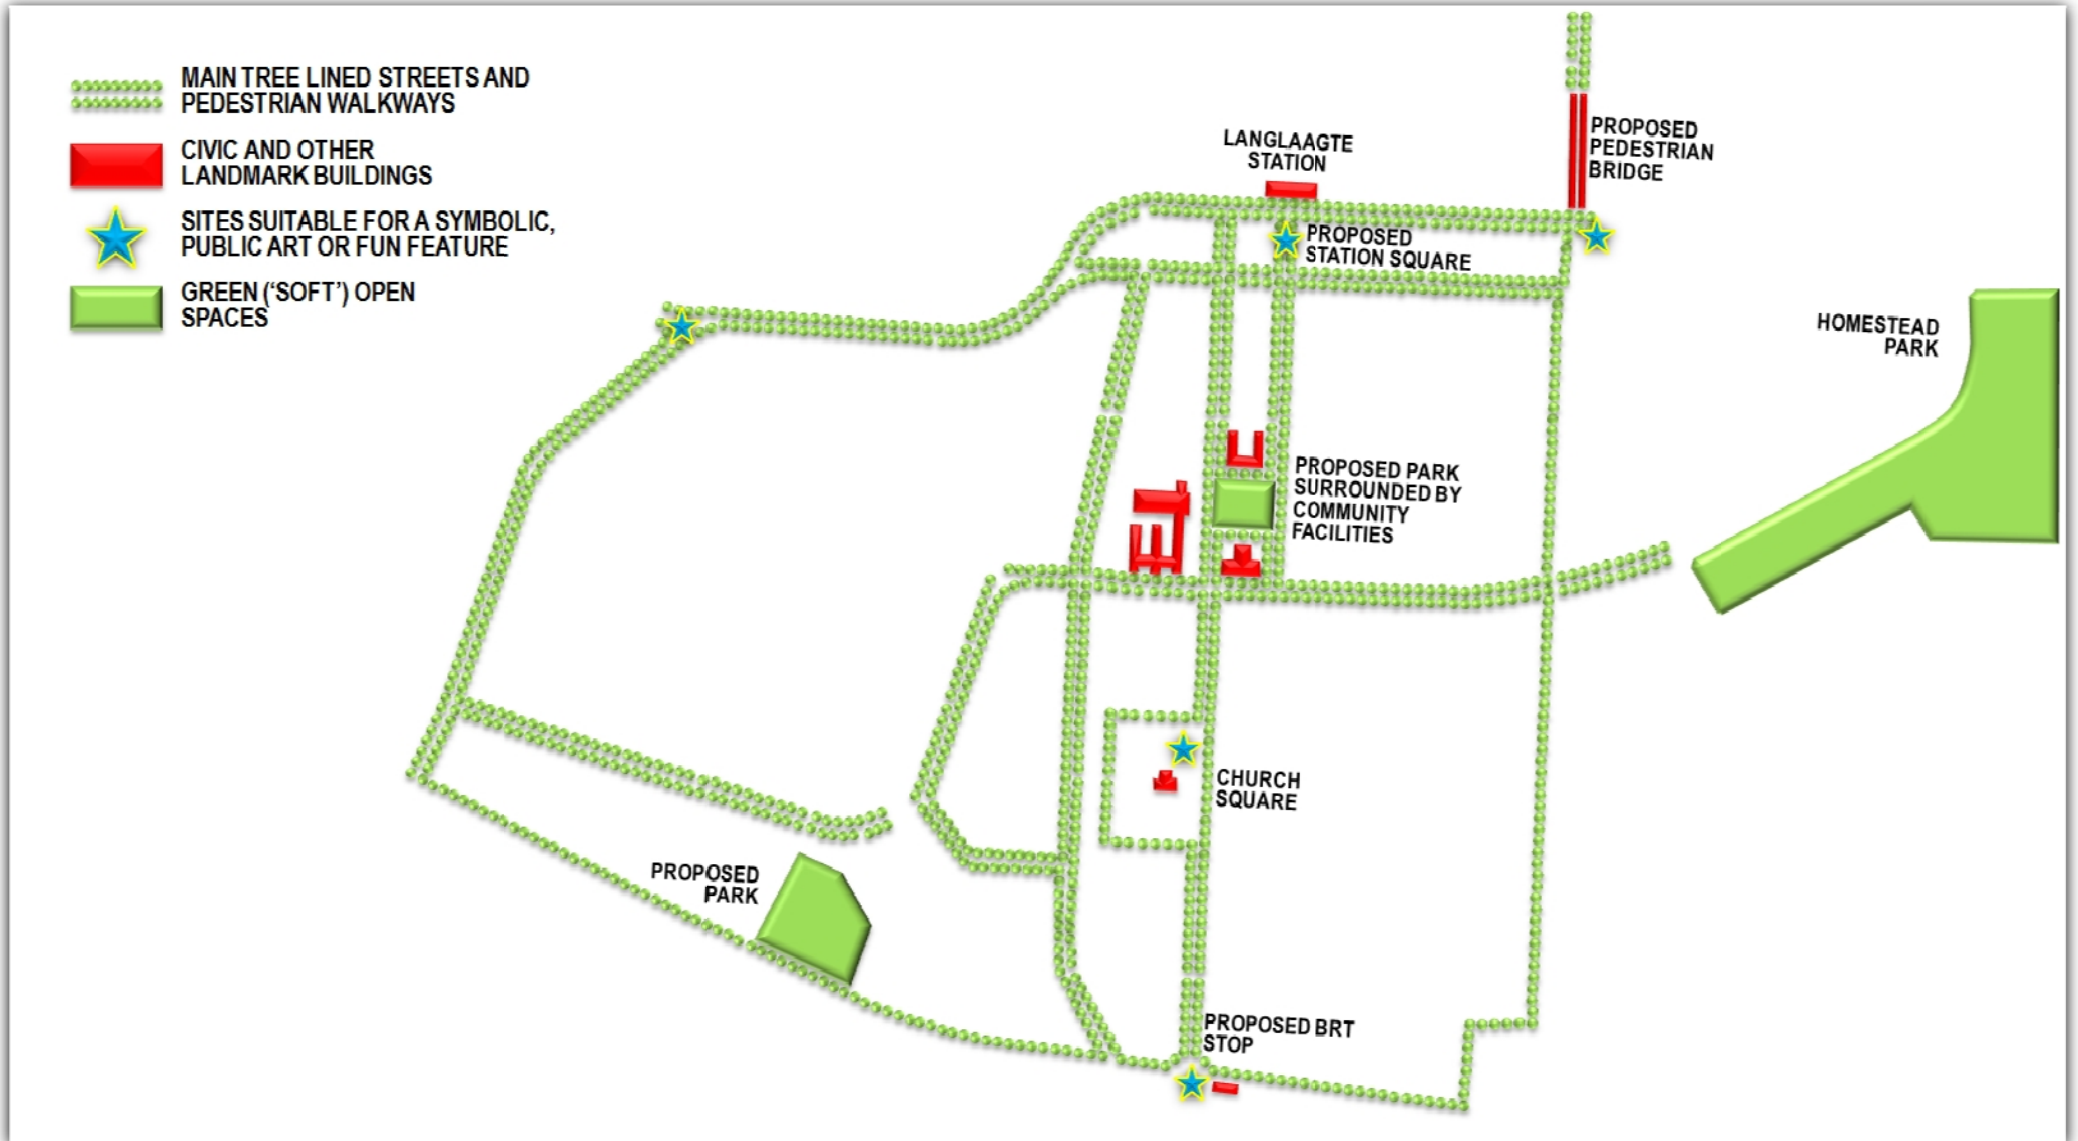 MAIN TREE LINED STREETS AND
PEDESTRIAN WALKWAYS
CIVIC AND OTHER
LANDMARK BUILDINGS
SITES SUITABLE FOR A SYMBOLIC,
PUBLIC ART OR FUN FEATURE
GREEN (‘SOFT’) OPEN
SPACES
LANGLAAGTE
STATION
PROPOSED
PEDESTRIAN
BRIDGE
PROPOSED
STATION SQUARE
HOMESTEAD
PARK
PROPOSED PARK
SURROUNDED BY
COMMUNITY
FACILITIES
CHURCH
SQUARE
PROPOSED
PARK
PROPOSED BRT
STOP